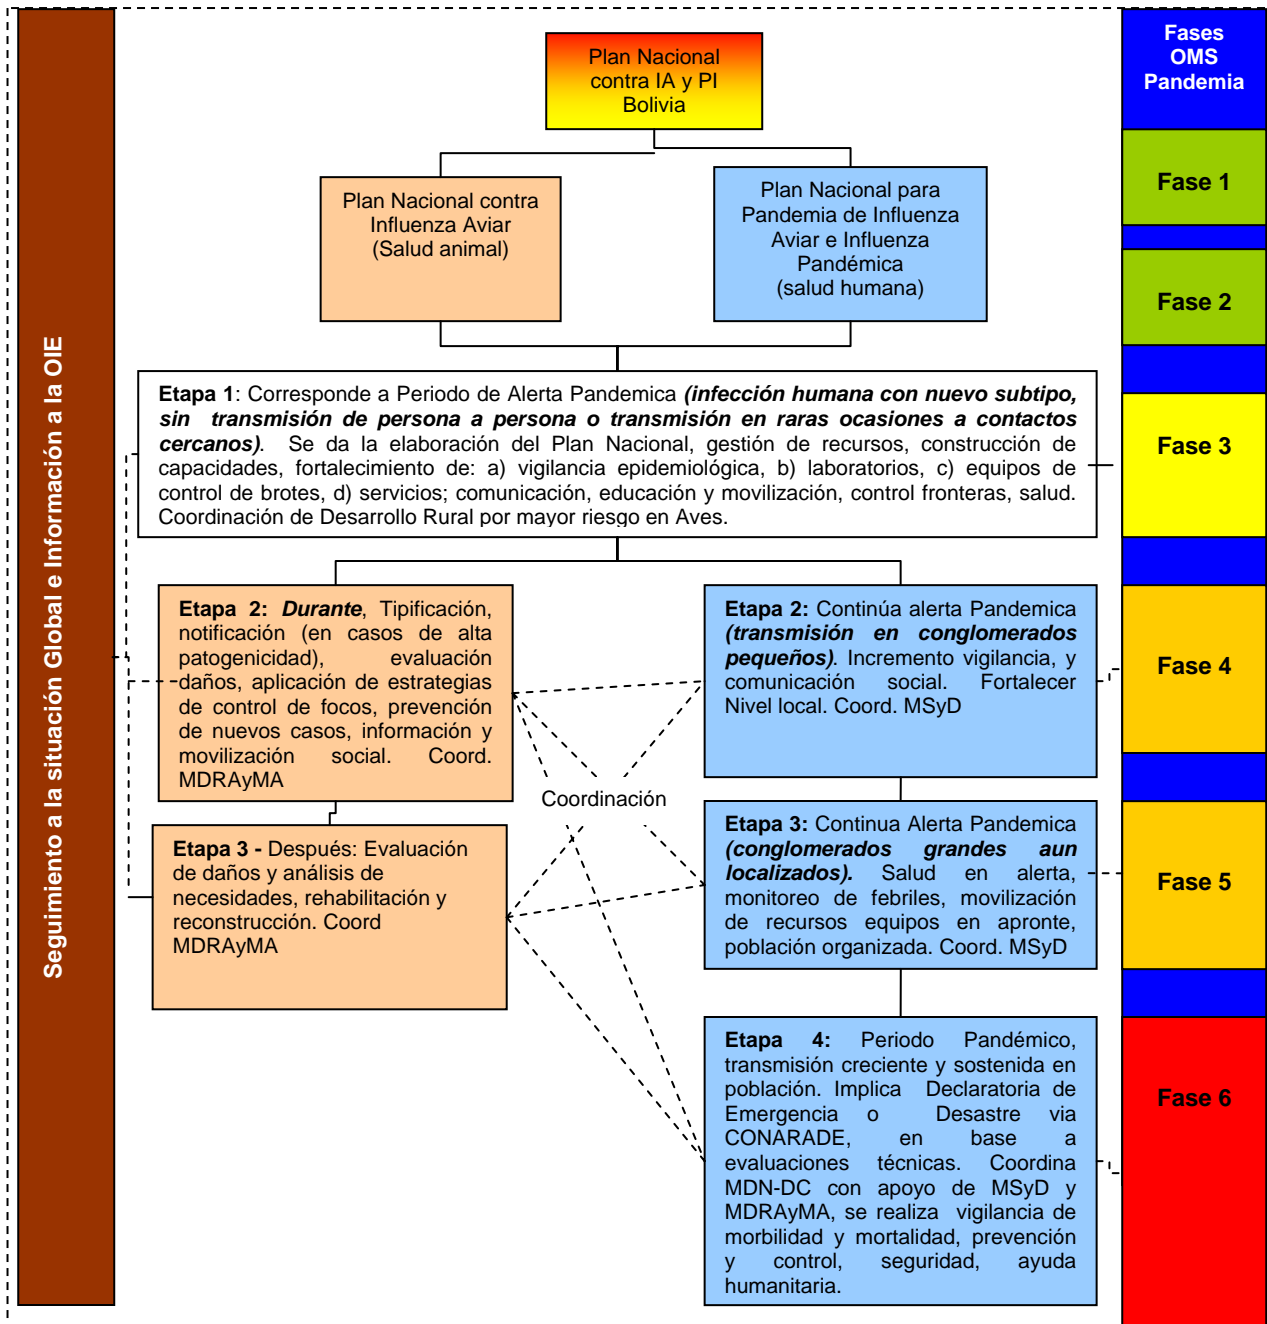 Plan Nacional
contra IA y PI
Bolivia
Fases
OMS
Pandemia
Plan Nacional contra
Influenza Aviar
(Salud animal)
Plan Nacional para
Pandemia de Influenza
Aviar e Influenza
Pandémica
(salud humana)
Fase 1
Fase 2
Seguimiento a la situación Global e Información a la OIE
Etapa 1: Corresponde a Periodo de Alerta Pandemica (infección humana con nuevo subtipo,
sin transmisión de persona a persona o transmisión en raras ocasiones a contactos
cercanos). Se da la elaboración del Plan Nacional, gestión de recursos, construcción de
capacidades, fortalecimiento de: a) vigilancia epidemiológica, b) laboratorios, c) equipos de
control de brotes, d) servicios; comunicación, educación y movilización, control fronteras, salud.
Coordinación de Desarrollo Rural por mayor riesgo en Aves.
Fase 3
Etapa 2: Durante, Tipificación,
notificación (en casos de alta
patogenicidad), evaluación
daños, aplicación de estrategias
de control de focos, prevención
de nuevos casos, información y
movilización social. Coord.
MDRAyMA
Etapa 2: Continúa alerta Pandemica
(transmisión en conglomerados
pequeños). Incremento vigilancia, y
comunicación social. Fortalecer
Nivel local. Coord. MSyD
Fase 4
Coordinación
Etapa 3 - Después: Evaluación
de daños y análisis de
necesidades, rehabilitación y
reconstrucción. Coord
MDRAyMA
Etapa 3: Continua Alerta Pandemica
(conglomerados grandes aun
localizados). Salud en alerta,
monitoreo de febriles, movilización
de recursos equipos en apronte,
población organizada. Coord. MSyD
Fase 5
Etapa 4: Periodo Pandémico,
transmisión creciente y sostenida en
población. Implica Declaratoria de
Emergencia o Desastre via
CONARADE, en base a
evaluaciones técnicas. Coordina
MDN-DC con apoyo de MSyD y
MDRAyMA, se realiza vigilancia de
morbilidad y mortalidad, prevención
y control, seguridad, ayuda
humanitaria.
Fase 6